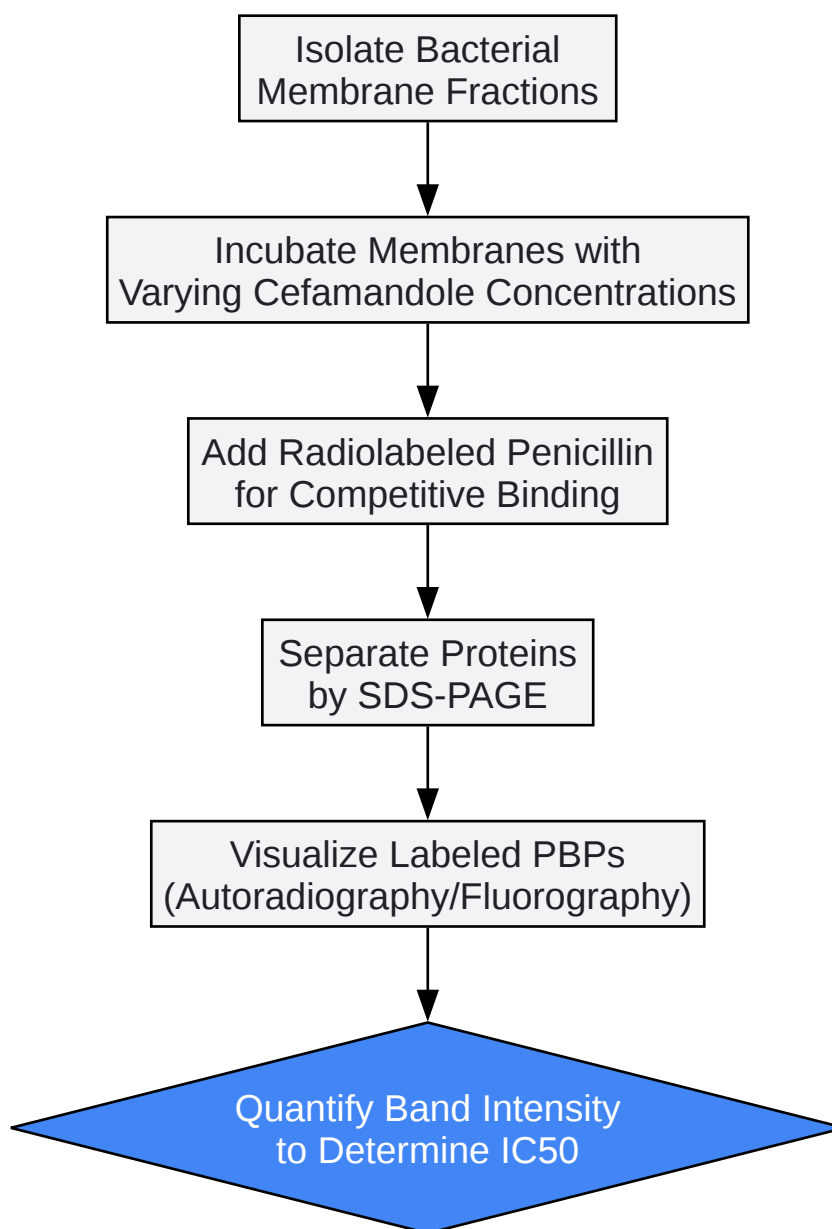 Isolate Bacterial
Membrane Fractions
Incubate Membranes with
Varying Cefamandole Concentrations
Add Radiolabeled Penicillin
for Competitive Binding
Separate Proteins
by SDS-PAGE
Visualize Labeled PBPs
(Autoradiography/Fluorography)
Quantify Band Intensity
to Determine IC50